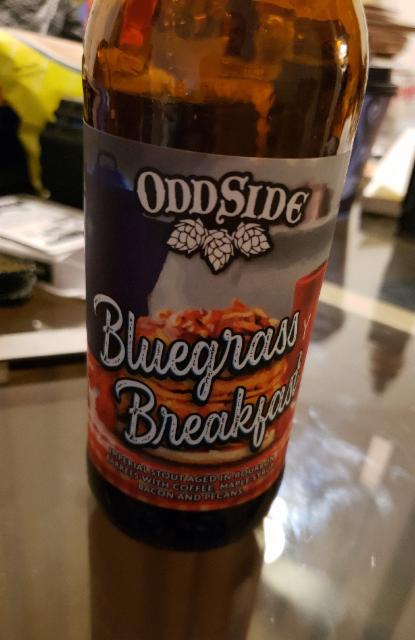 ODDSIDE
Bluegrass
Breakfast
IMPERIAL STOUT AGED IN BOURBON
BARRELS WITH COFFEE, MAPLE SYRUP,
BACON AND PECANS